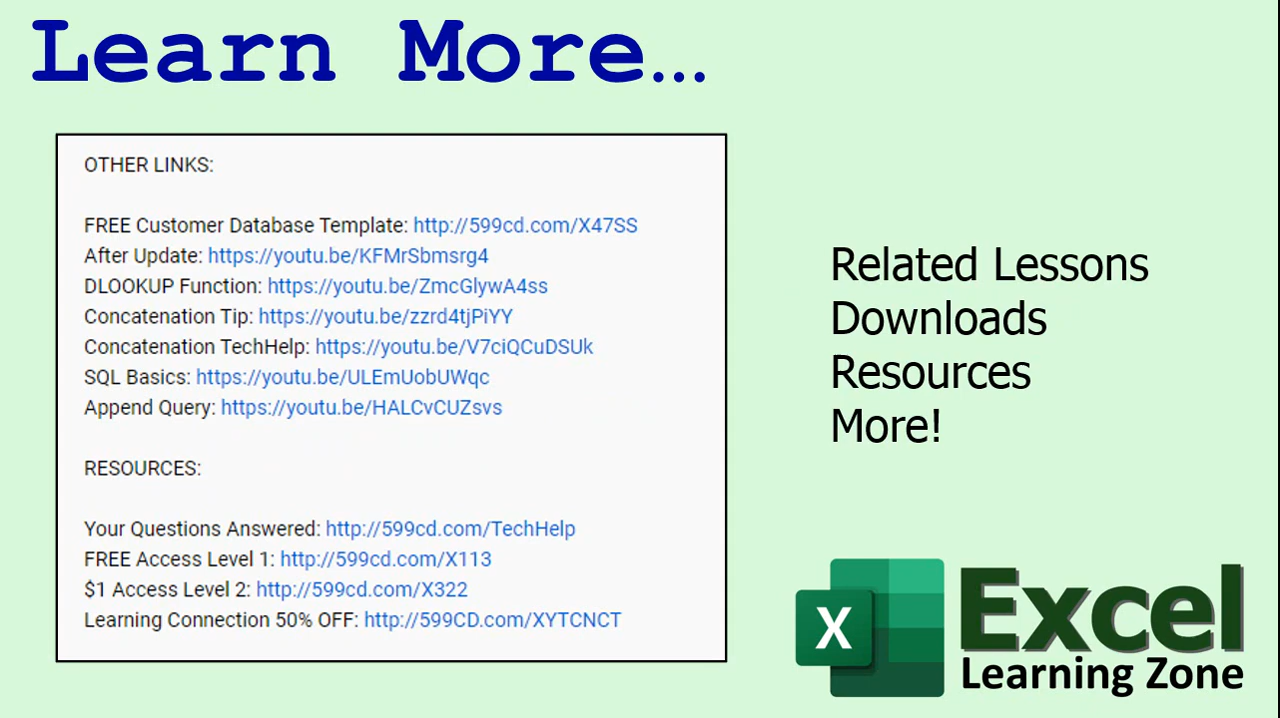 Learn More...
OTHER LINKS:
FREE Customer Database Template: http://599cd.com/X47SS
After Update: https://youtu.be/KFMrSbmsrg4
DLOOKUP Function: https://youtu.be/ZmcGlywA4ss
Concatenation Tip: https://youtu.be/zzrd4tjPiYY
Concatenation TechHelp: https://youtu.be/V7ciQCuDSUk
SQL Basics: https://youtu.be/ULEmUobUWqc
Append Query: https://youtu.be/HALCvCUZsvs
RESOURCES:
Your Questions Answered: http://599cd.com/TechHelp
FREE Access Level 1: http://599cd.com/X113
$1 Access Level 2: http://599cd.com/X322
Learning Connection 50% OFF: http://599CD.com/XYTCNCT
Related Lessons
Downloads
Resources
More!
X
Excel
Learning Zone